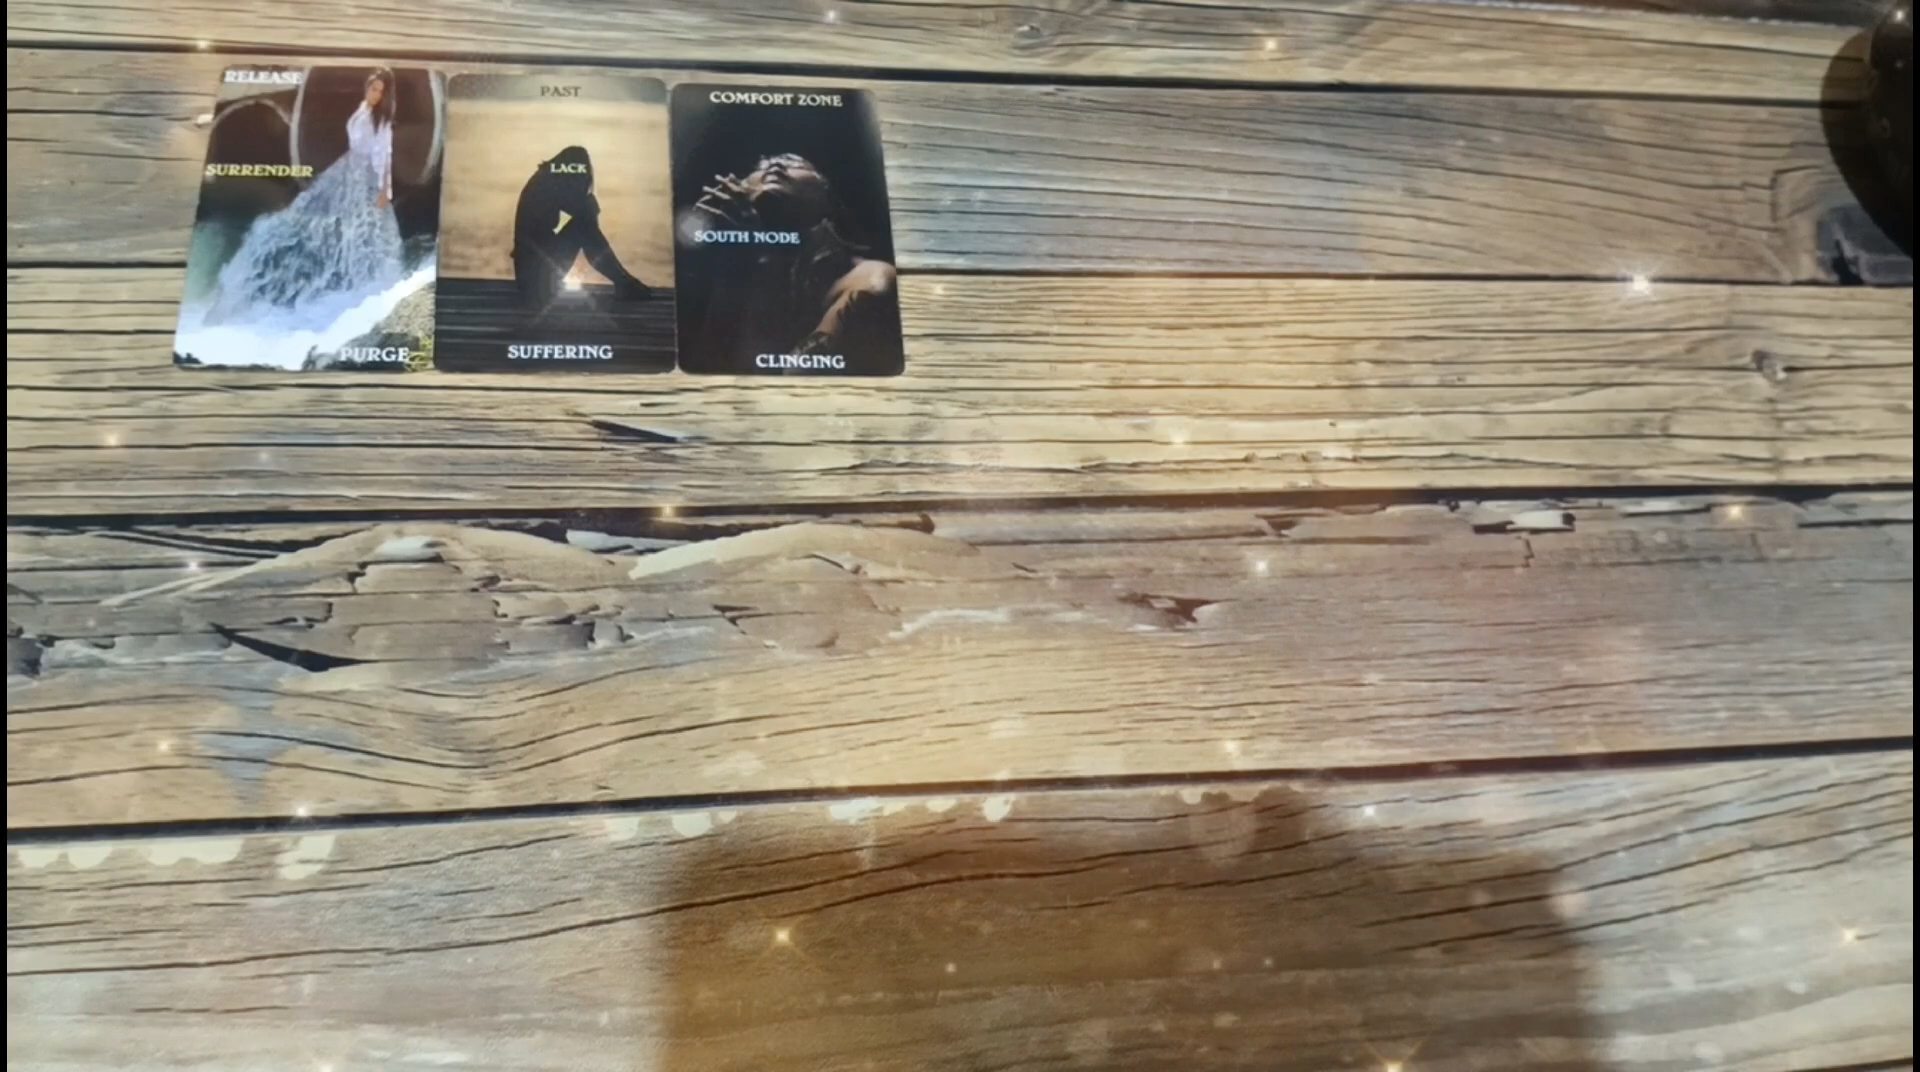 RELEASE
SURRENDER
PURGE
PAST
LACK
SUFFERING
COMFORT ZONE
SOUTH NODE
CLINGING